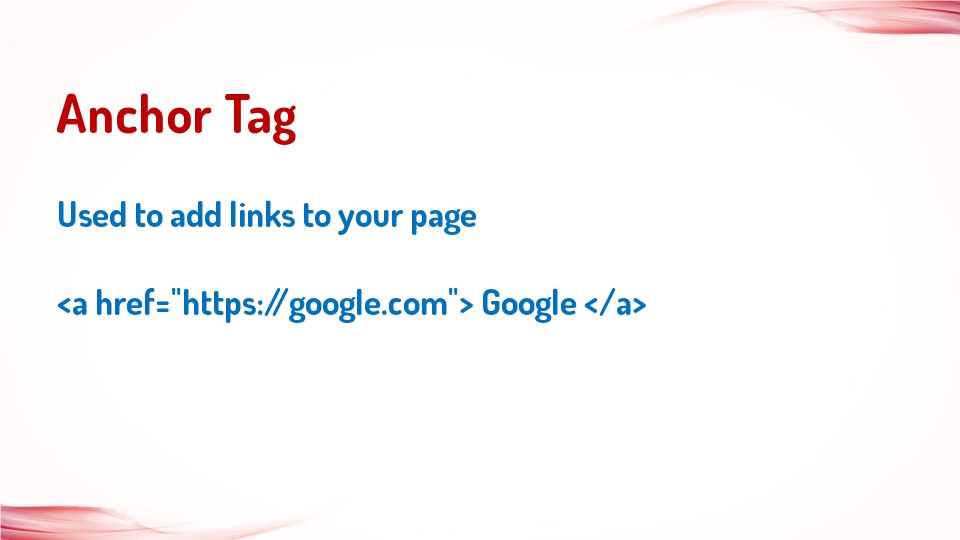 Anchor Tag
Used to add links to your page
<a href="https://google.com"> Google </a>